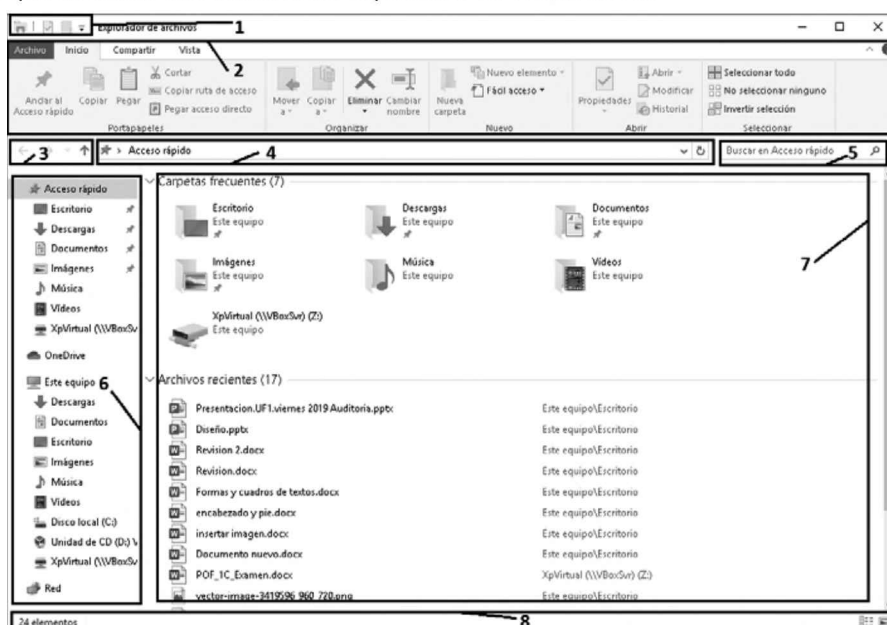 Explorador de archivos 1
Archivo Inicio Compartir Vista
2
Andar al Acceso rápido
Copiar
Pegar
Cortar
Copiar ruta de acceso
Pegar acceso directo
Portapapeles
Mover a
Copiar a
Eliminar
Cambiar nombre
Organizar
Nueva carpeta
Nuevo elemento
Fácil acceso
Nuevo
Propiedades
Abrir
Modificar
Historial
Abrir
Seleccionar todo
No seleccionar ninguno
Invertir selección
Seleccionar
3
Acceso rápido 4
Buscar en Acceso rápido 5
Acceso rápido
Escritorio
Descargas
Documentos
Imágenes
Música
Vídeos
XpVirtual (\\VBoxSv
OneDrive
Este equipo 6
Descargas
Documentos
Escritorio
Imágenes
Música
Vídeos
Disco local (C:)
Unidad de CD (D:) V
XpVirtual (\\VBoxSv
Red
Carpetas frecuentes (7)
Escritorio
Este equipo
Descargas
Este equipo
Documentos
Este equipo
7
Imágenes
Este equipo
Música
Este equipo
Vídeos
Este equipo
XpVirtual (\\VBoxSvr) (Z:)
Este equipo
Archivos recientes (17)
Presentacion.UF1.viernes 2019 Auditoria.pptx Este equipo\Escritorio
Diseño.pptx Este equipo\Escritorio
Revision 2.docx Este equipo\Escritorio
Revision.docx Este equipo\Escritorio
Formas y cuadros de textos.docx Este equipo\Escritorio
encabezado y pie.docx Este equipo\Escritorio
insertar imagen.docx Este equipo\Escritorio
Documento nuevo.docx Este equipo\Escritorio
POF_1C_Examen.docx XpVirtual (\\VBoxSvr) (Z:)
vector-image-3419596_960_720.png Este equipo\Escritorio
24 elementos 8